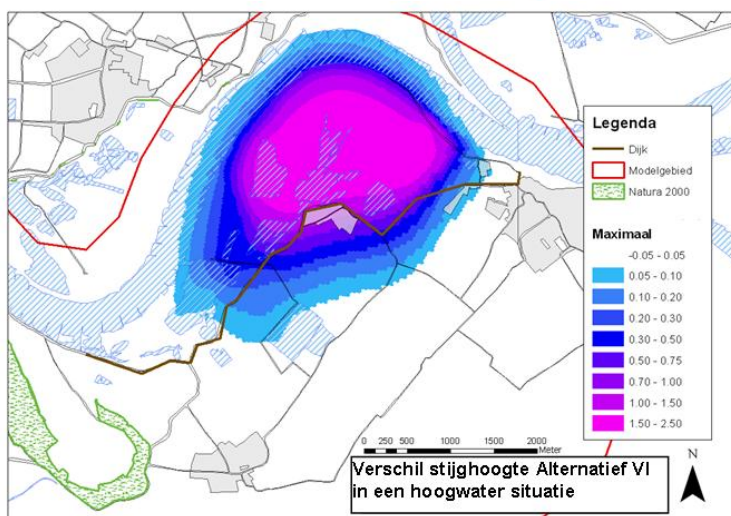 Legenda
Dijk
Modelgebied
Natura 2000
Maximaal
-0.05 - 0.05
0.05 - 0.10
0.10 - 0.20
0.20 - 0.30
0.30 - 0.50
0.50 - 0.75
0.70 - 1.00
1.00 - 1.50
1.50 - 2.50
0 250 500 1000 1500 2000
Meter
Verschil stijghoogte Alternatief VI
in een hoogwater situatie
N